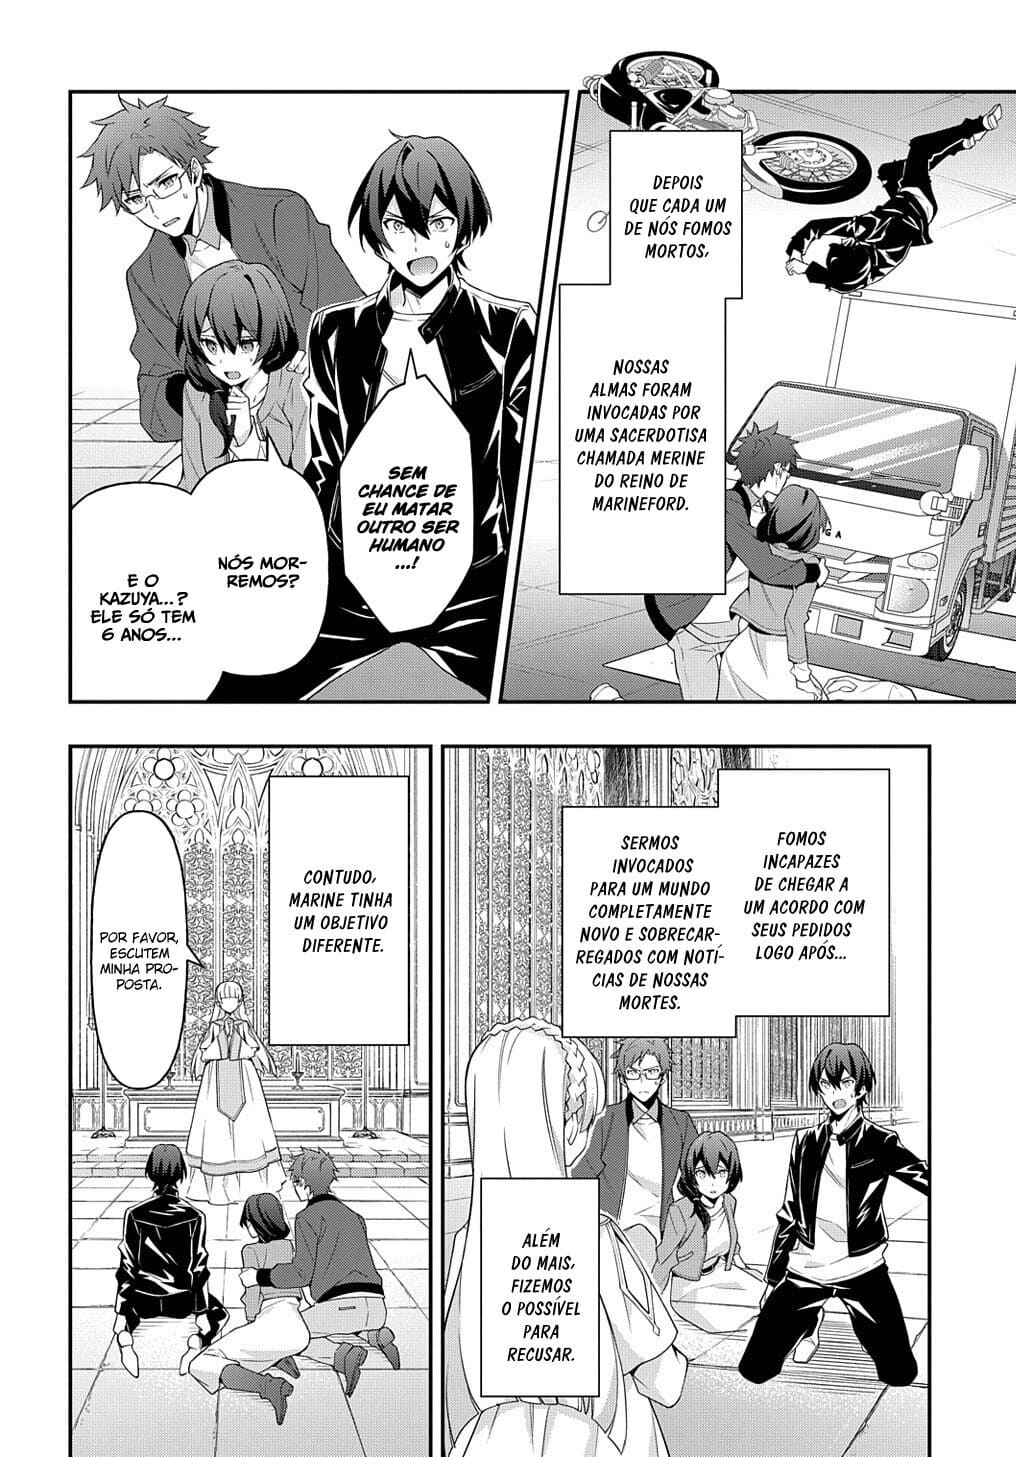 DEPOIS
QUE CADA UM
DE NÓS FOMOS
MORTOS,
NOSSAS
ALMAS FORAM
INVOCADAS POR
UMA SACERDOTISA
CHAMADA MERINE
DO REINO DE
MARINEFORD.
SEM
CHANCE DE
EU MATAR
OUTRO SER
HUMANO
...!
NÓS MOR-
REMOS?
E O
KAZUYA...?
ELE SÓ TEM
6 ANOS...
FOMOS
INCAPAZES
DE CHEGAR A
UM ACORDO COM
SEUS PEDIDOS
LOGO APÓS...
SERMOS
INVOCADOS
PARA UM MUNDO
COMPLETAMENTE
NOVO E SOBRECAR-
REGADOS COM NOTÍ-
CIAS DE NOSSAS
MORTES.
ALÉM
DO MAIS,
FIZEMOS
O POSSÍVEL
PARA
RECUSAR.
CONTUDO,
MARINE TINHA
UM OBJETIVO
DIFERENTE.
POR FAVOR,
ESCUTEM
MINHA PRO-
POSTA.